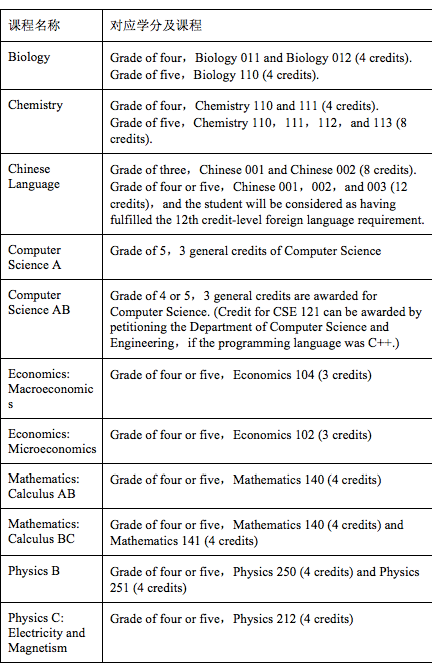 课程名称
对应学分及课程
Biology
Grade of four，Biology 011 and Biology 012 (4 credits).
Grade of five，Biology 110 (4 credits).
Chemistry
Grade of four，Chemistry 110 and 111 (4 credits).
Grade of five，Chemistry 110，111，112，and 113 (8
credits).
Chinese
Language
Grade of three，Chinese 001 and Chinese 002 (8 credits).
Grade of four or five，Chinese 001，002，and 003 (12
credits)，and the student will be considered as having
fulfilled the 12th credit-level foreign language requirement.
Computer
Science A
Grade of 5，3 general credits of Computer Science
Computer
Science AB
Grade of 4 or 5，3 general credits are awarded for
Computer Science. (Credit for CSE 121 can be awarded by
petitioning the Department of Computer Science and
Engineering，if the programming language was C++.)
Economics:
Macroeconomic
s
Grade of four or five，Economics 104 (3 credits)
Economics:
Microeconomics
Grade of four or five，Economics 102 (3 credits)
Mathematics:
Calculus AB
Grade of four or five，Mathematics 140 (4 credits)
Mathematics:
Calculus BC
Grade of four or five，Mathematics 140 (4 credits) and
Mathematics 141 (4 credits)
Physics B
Grade of four or five，Physics 250 (4 credits) and Physics
251 (4 credits)
Physics C:
Electricity and
Magnetism
Grade of four or five，Physics 212 (4 credits)